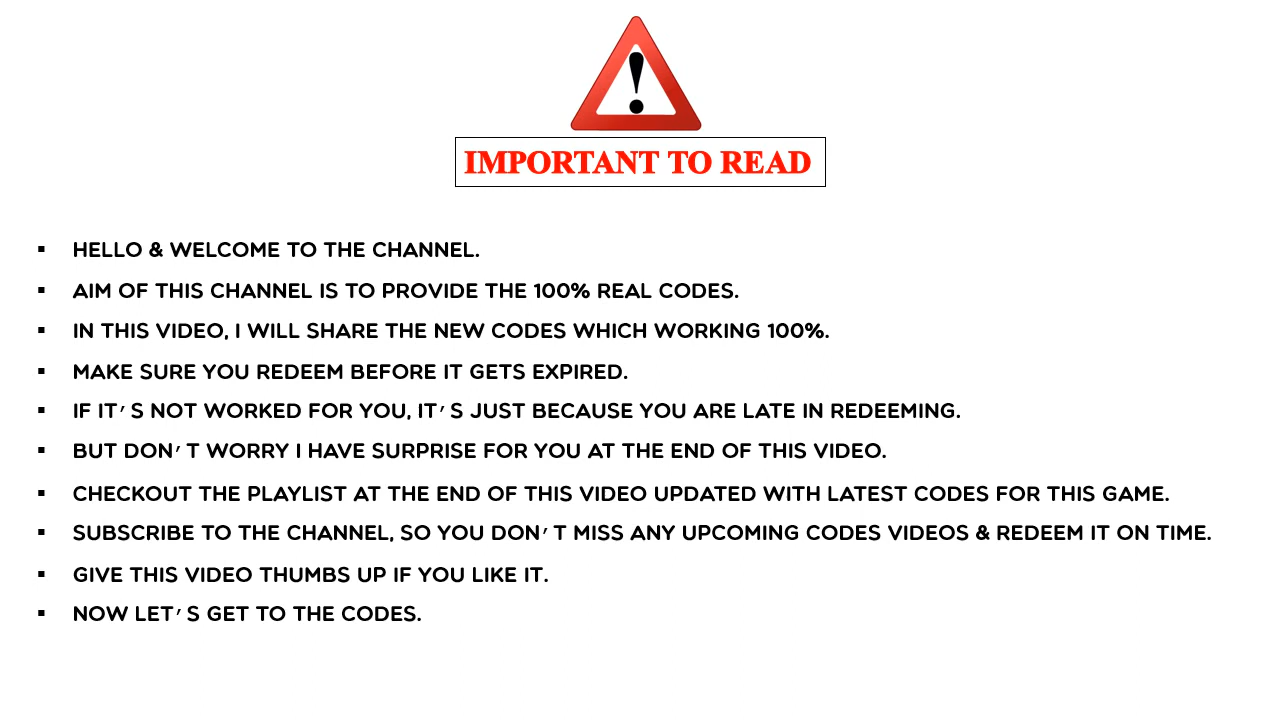 IMPORTANT TO READ
▪ HELLO & WELCOME TO THE CHANNEL.
▪ AIM OF THIS CHANNEL IS TO PROVIDE THE 100% REAL CODES.
▪ IN THIS VIDEO, I WILL SHARE THE NEW CODES WHICH WORKING 100%.
▪ MAKE SURE YOU REDEEM BEFORE IT GETS EXPIRED.
▪ IF IT'S NOT WORKED FOR YOU, IT'S JUST BECAUSE YOU ARE LATE IN REDEEMING.
▪ BUT DON'T WORRY I HAVE SURPRISE FOR YOU AT THE END OF THIS VIDEO.
▪ CHECKOUT THE PLAYLIST AT THE END OF THIS VIDEO UPDATED WITH LATEST CODES FOR THIS GAME.
▪ SUBSCRIBE TO THE CHANNEL, SO YOU DON'T MISS ANY UPCOMING CODES VIDEOS & REDEEM IT ON TIME.
▪ GIVE THIS VIDEO THUMBS UP IF YOU LIKE IT.
▪ NOW LET'S GET TO THE CODES.